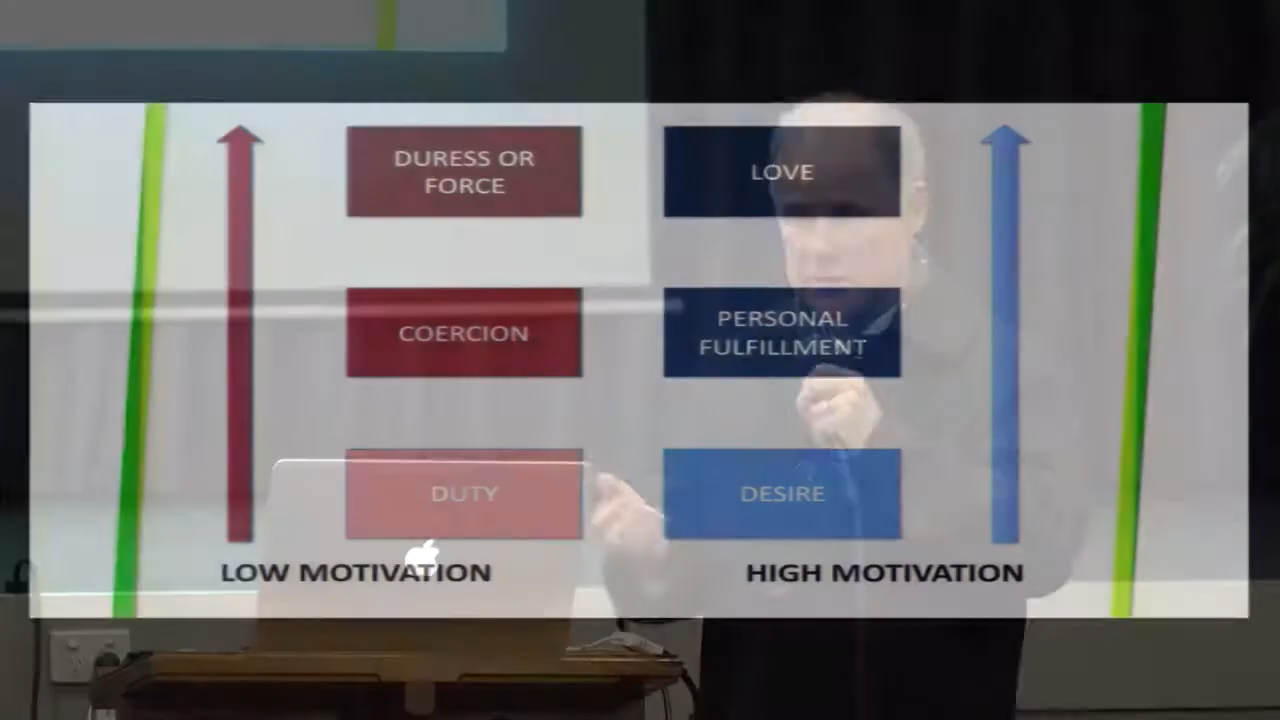 DURESS OR
FORCE
LOVE
COERCION
PERSONAL
FULFILLMENT
DUTY
DESIRE
LOW MOTIVATION
HIGH MOTIVATION